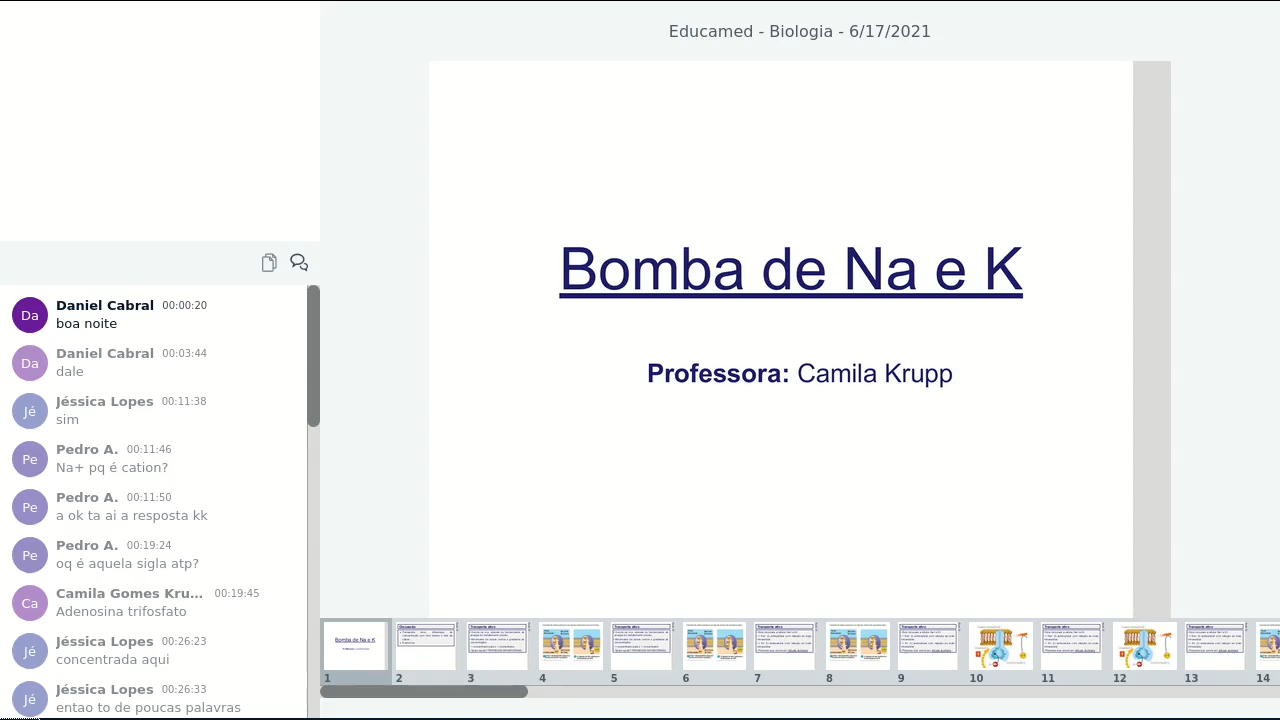 Educamed - Biologia - 6/17/2021
Bomba de Na e K
Professora: Camila Krupp
Da
Daniel Cabral 00:00:20
boa noite
Da
Daniel Cabral 00:03:44
dale
Jé
Jéssica Lopes 00:11:38
sim
Pe
Pedro A. 00:11:46
Na+ pq é cation?
Pe
Pedro A. 00:11:50
a ok ta ai a resposta kk
Pe
Pedro A. 00:19:24
oq é aquela sigla atp?
Ca
Camila Gomes Kru... 00:19:45
Adenosina trifosfato
Jé
Jéssica Lopes 00:26:23
concentrada aqui
Jé
Jéssica Lopes 00:26:33
entao to de poucas palavras
Bomba de Na e K
1 2 3 4 5 6 7 8 9 10 11 12 13 14